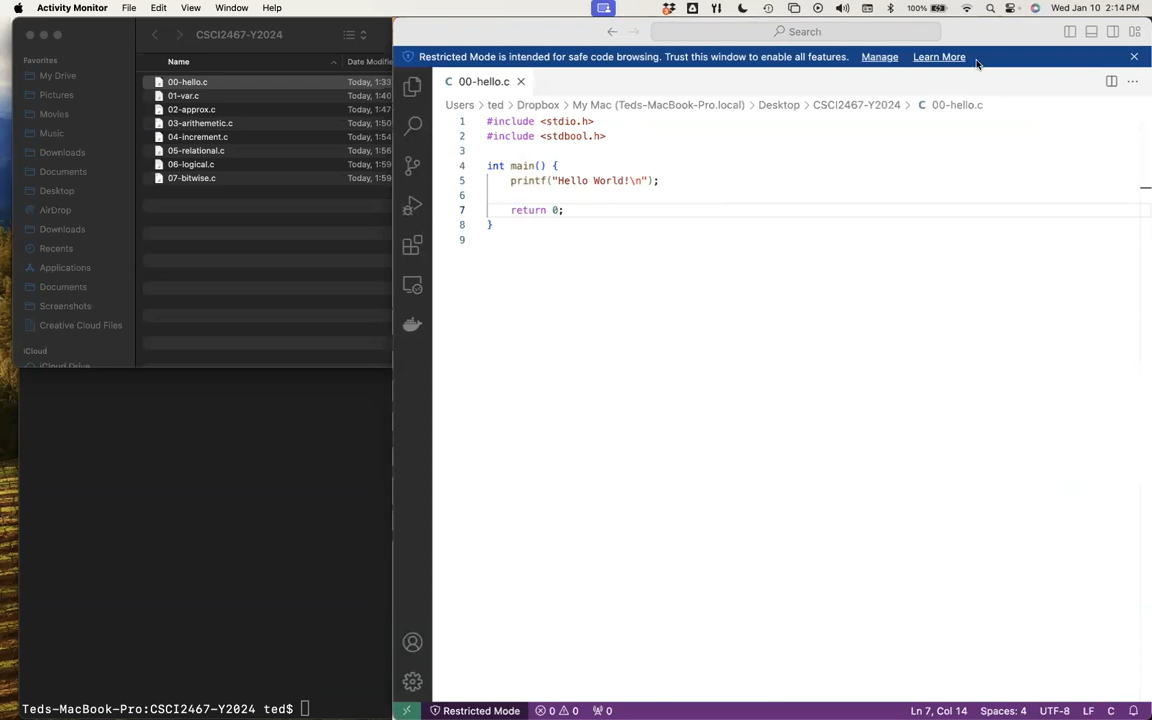 Activity Monitor File Edit View Window Help 100% Wed Jan 10 2:14 PM
CSCI2467-Y2024
Favorites
My Drive
Pictures
Movies
Music
Downloads
Documents
Desktop
AirDrop
Downloads
Recents
Applications
Documents
Screenshots
Creative Cloud Files
iCloud
iCloud Drive
Name Date Modifie
00-hello.c Today, 1:33
01-var.c Today, 1:40
02-approx.c Today, 1:52
03-arithemetic.c Today, 1:54
04-increment.c Today, 1:54
05-relational.c Today, 1:56
06-logical.c Today, 1:59
07-bitwise.c Today, 1:59
Teds-MacBook-Pro:CSCI2467-Y2024 ted$
Search
Restricted Mode is intended for safe code browsing. Trust this window to enable all features. Manage Learn More
C 00-hello.c
Users > ted > Dropbox > My Mac (Teds-MacBook-Pro.local) > Desktop > CSCI2467-Y2024 > C 00-hello.c
1 #include <stdio.h>
2 #include <stdbool.h>
3
4 int main() {
5 printf("Hello World!\n");
6
7 return 0;
8 }
9
Restricted Mode 0 0 0 Ln 7, Col 14 Spaces: 4 UTF-8 LF C